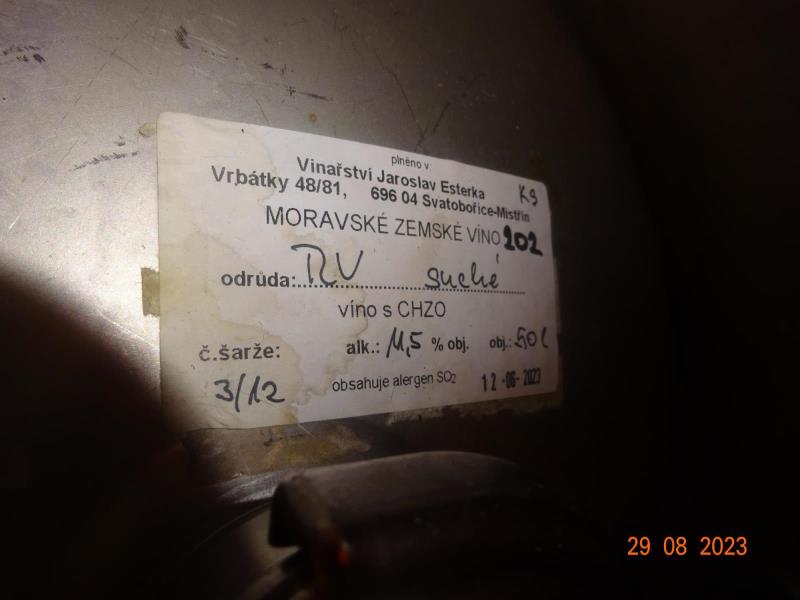 plněno v:
Vinařství Jaroslav Esterka
Vrbátky 48/81, 696 04 Svatobořice-Mistřín
K9
MORAVSKÉ ZEMSKÉ VÍNO 202
odrůda: RV suché
víno s CHZO
č.šarže: alk.: 11,5 % obj. obj.: 50 l
3/12 obsahuje alergen SO₂ 12-06-2023
29 08 2023